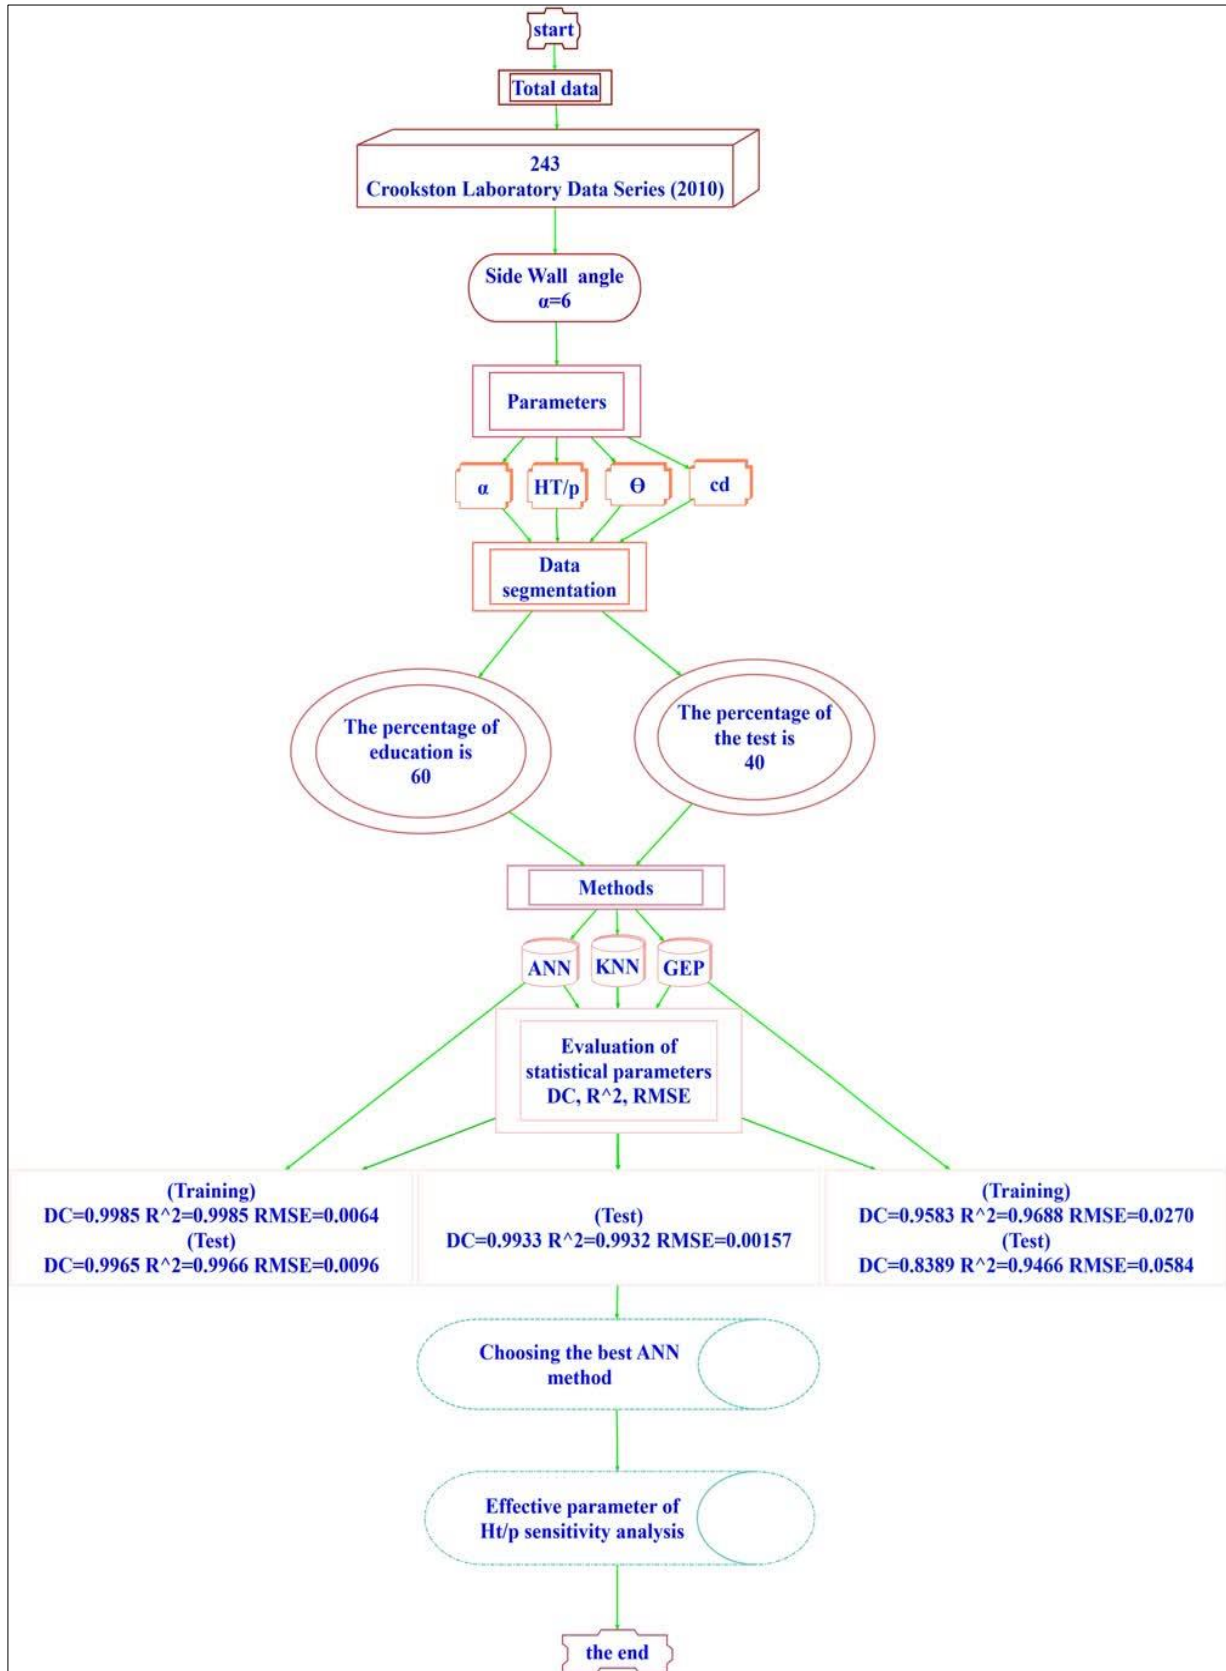 start
Total data
243
Crookston Laboratory Data Series (2010)
Side Wall angle
α=6
Parameters
α
HT/p
Ө
cd
Data
segmentation
The percentage of
education is
60
The percentage of
the test is
40
Methods
ANN
KNN
GEP
Evaluation of
statistical parameters
DC, R^2, RMSE
(Training)
DC=0.9985 R^2=0.9985 RMSE=0.0064
(Test)
DC=0.9965 R^2=0.9966 RMSE=0.0096
(Test)
DC=0.9933 R^2=0.9932 RMSE=0.00157
(Training)
DC=0.9583 R^2=0.9688 RMSE=0.0270
(Test)
DC=0.8389 R^2=0.9466 RMSE=0.0584
Choosing the best ANN
method
Effective parameter of
Ht/p sensitivity analysis
the end